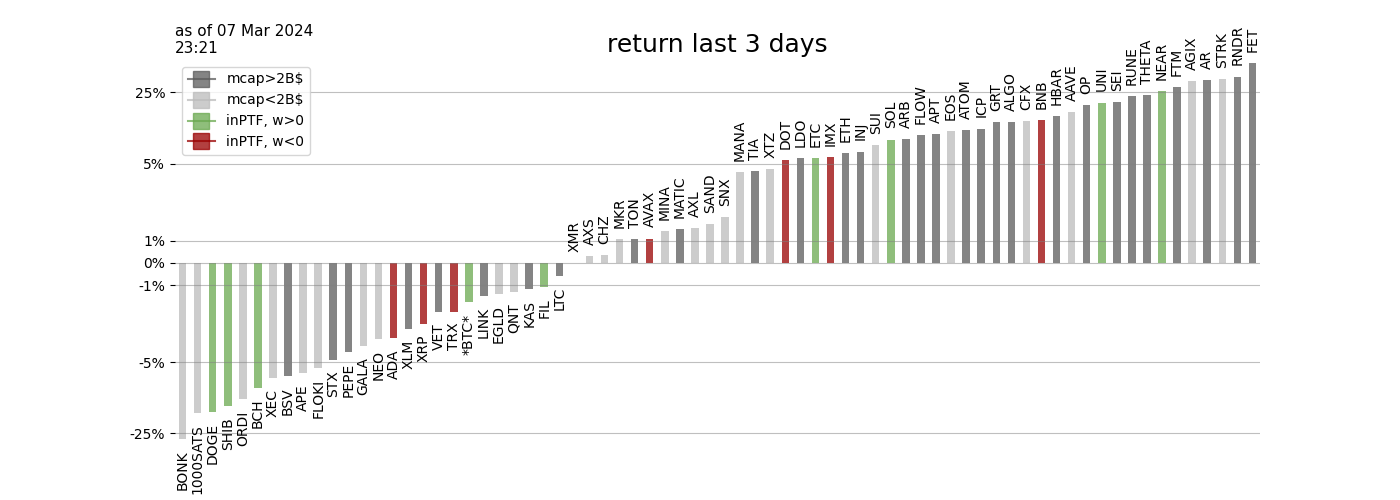 as of 07 Mar 2024
23:21
return last 3 days
mcap>2B$
mcap<2B$
inPTF, w>0
inPTF, w<0
25%
5%
1%
0%
-1%
-5%
-25%
BONK
1000SATS
DOGE
SHIB
ORDI
BCH
XEC
BSV
APE
FLOKI
STX
PEPE
GALA
NEO
ADA
XLM
XRP
VET
TRX
*BTC*
LINK
EGLD
QNT
KAS
FIL
LTC
XMR
AXS
CHZ
MKR
TON
AVAX
MINA
MATIC
AXL
SAND
SNX
MANA
TIA
XTZ
DOT
LDO
ETC
IMX
ETH
INJ
SUI
SOL
ARB
FLOW
APT
EOS
ATOM
ICP
GRT
ALGO
CFX
BNB
HBAR
AAVE
OP
UNI
SEI
RUNE
THETA
NEAR
FTM
AGIX
AR
STRK
RNDR
FET